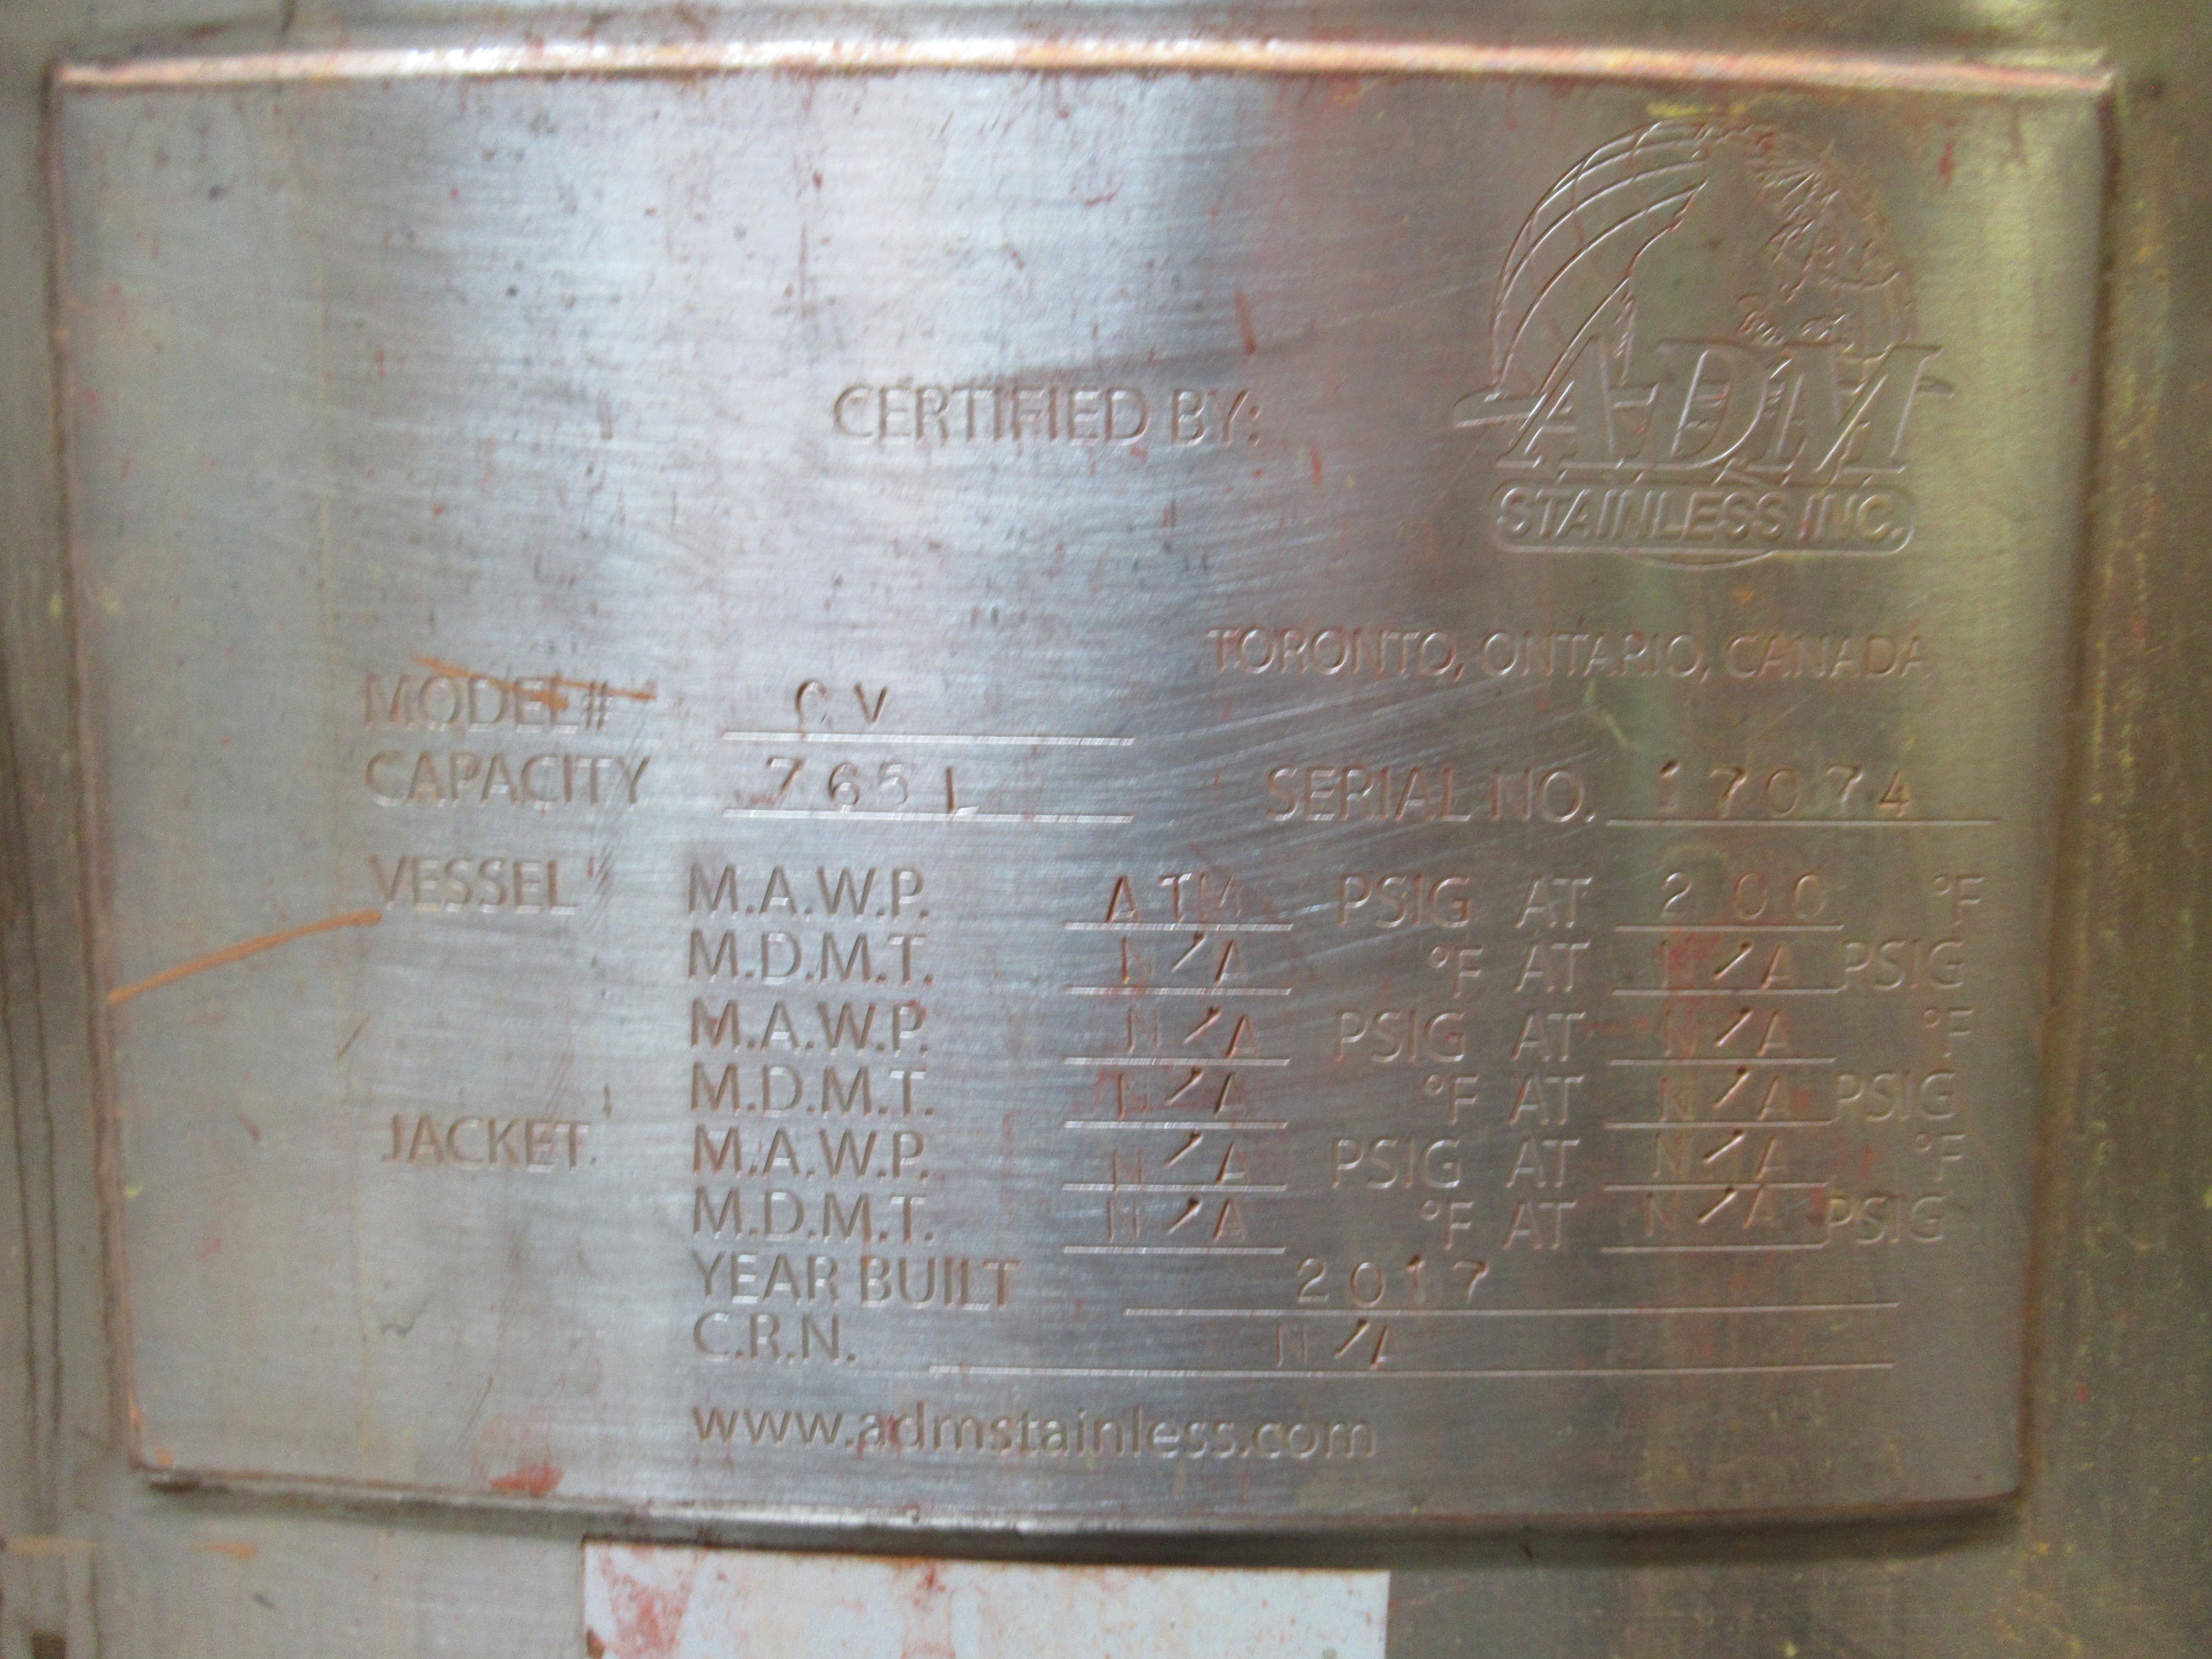 CERTIFIED BY:
ADM
STAINLESS INC.
TORONTO, ONTARIO, CANADA
MODEL# CV
CAPACITY 765 L SERIAL NO. 17074
VESSEL M.A.W.P. ATM PSIG AT 200 °F
M.D.M.T. N/A °F AT N/A PSIG
M.A.W.P. N/A PSIG AT N/A °F
M.D.M.T. N/A °F AT N/A PSIG
JACKET M.A.W.P. N/A PSIG AT N/A °F
M.D.M.T. N/A °F AT N/A PSIG
YEAR BUILT 2017
C.R.N. N/A
www.admstainless.com